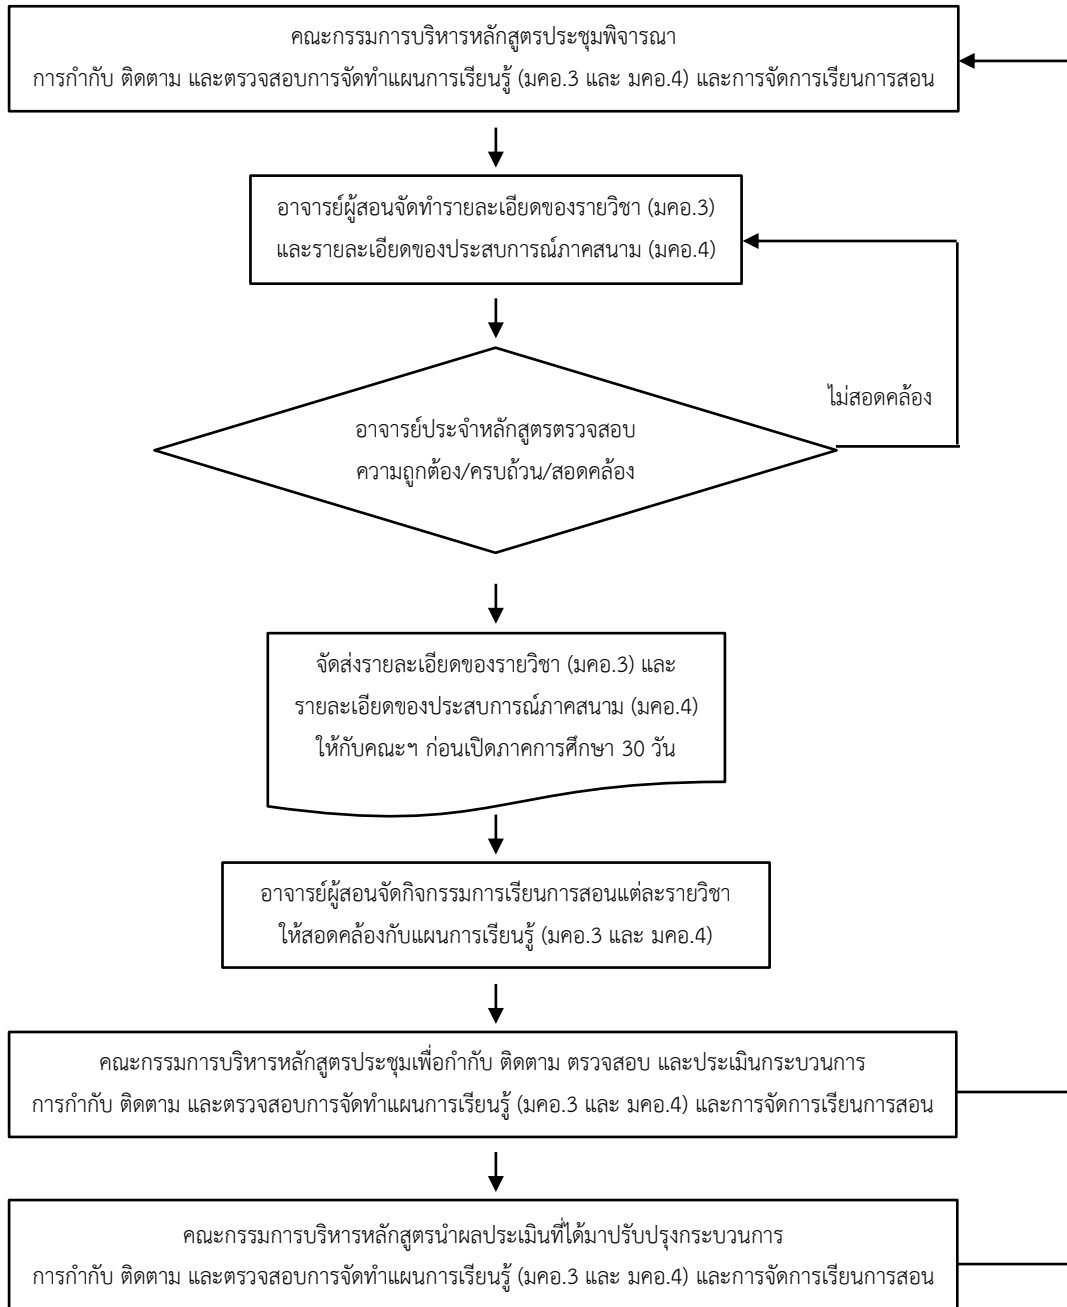 คณะกรรมการบริหารหลักสูตรประชุมพิจารณา
การกำกับ ติดตาม และตรวจสอบการจัดทำแผนการเรียนรู้ (มคอ.3 และ มคอ.4) และการจัดการเรียนการสอน
อาจารย์ผู้สอนจัดทำรายละเอียดของรายวิชา (มคอ.3)
และรายละเอียดของประสบการณ์ภาคสนาม (มคอ.4)
ไม่สอดคล้อง
อาจารย์ประจำหลักสูตรตรวจสอบ
ความถูกต้อง/ครบถ้วน/สอดคล้อง
จัดส่งรายละเอียดของรายวิชา (มคอ.3) และ
รายละเอียดของประสบการณ์ภาคสนาม (มคอ.4)
ให้กับคณะฯ ก่อนเปิดภาคการศึกษา 30 วัน
อาจารย์ผู้สอนจัดกิจกรรมการเรียนการสอนแต่ละรายวิชา
ให้สอดคล้องกับแผนการเรียนรู้ (มคอ.3 และ มคอ.4)
คณะกรรมการบริหารหลักสูตรประชุมเพื่อกำกับ ติดตาม ตรวจสอบ และประเมินกระบวนการ
การกำกับ ติดตาม และตรวจสอบการจัดทำแผนการเรียนรู้ (มคอ.3 และ มคอ.4) และการจัดการเรียนการสอน
คณะกรรมการบริหารหลักสูตรนำผลประเมินที่ได้มาปรับปรุงกระบวนการ
การกำกับ ติดตาม และตรวจสอบการจัดทำแผนการเรียนรู้ (มคอ.3 และ มคอ.4) และการจัดการเรียนการสอน